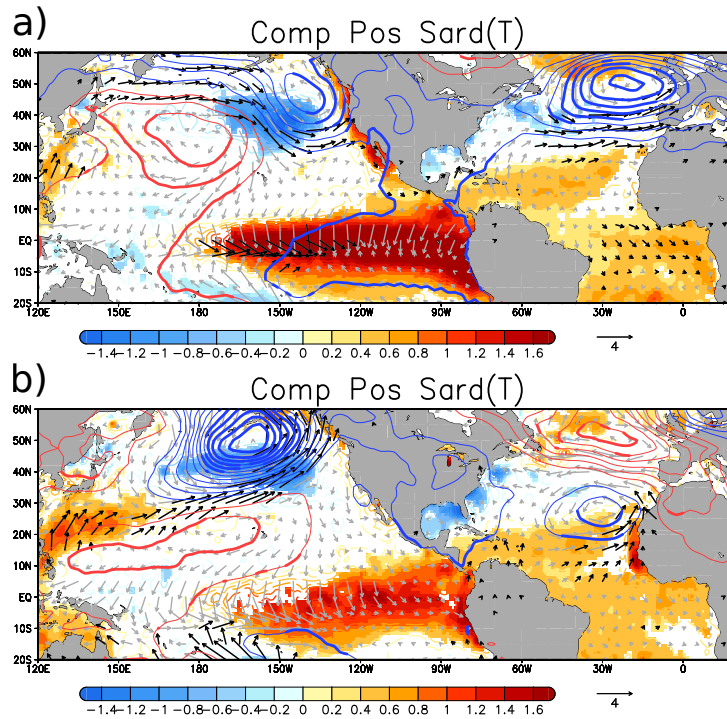 a)
Comp Pos Sard(T)
60N
50N
40N
30N
20N
10N
EQ
10S
20S
120E 150E 180 150W 120W 90W 60W 30W 0
-1.4 -1.2 -1 -0.8 -0.6 -0.4 -0.2 0 0.2 0.4 0.6 0.8 1 1.2 1.4 1.6
4
b)
Comp Pos Sard(T)
60N
50N
40N
30N
20N
10N
EQ
10S
20S
120E 150E 180 150W 120W 90W 60W 30W 0
-1.4 -1.2 -1 -0.8 -0.6 -0.4 -0.2 0 0.2 0.4 0.6 0.8 1 1.2 1.4 1.6
4